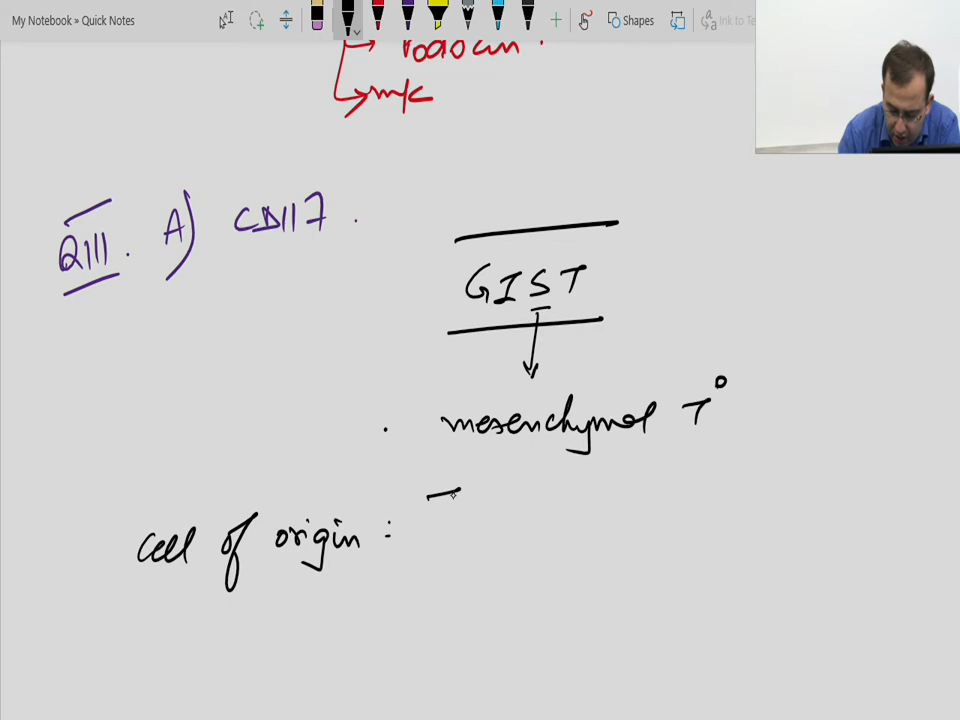 My Notebook » Quick Notes
Shapes
Ink to Te
m/c
Q111. A) CD117.
GIST
mesenchymal T°
Cell of origin :